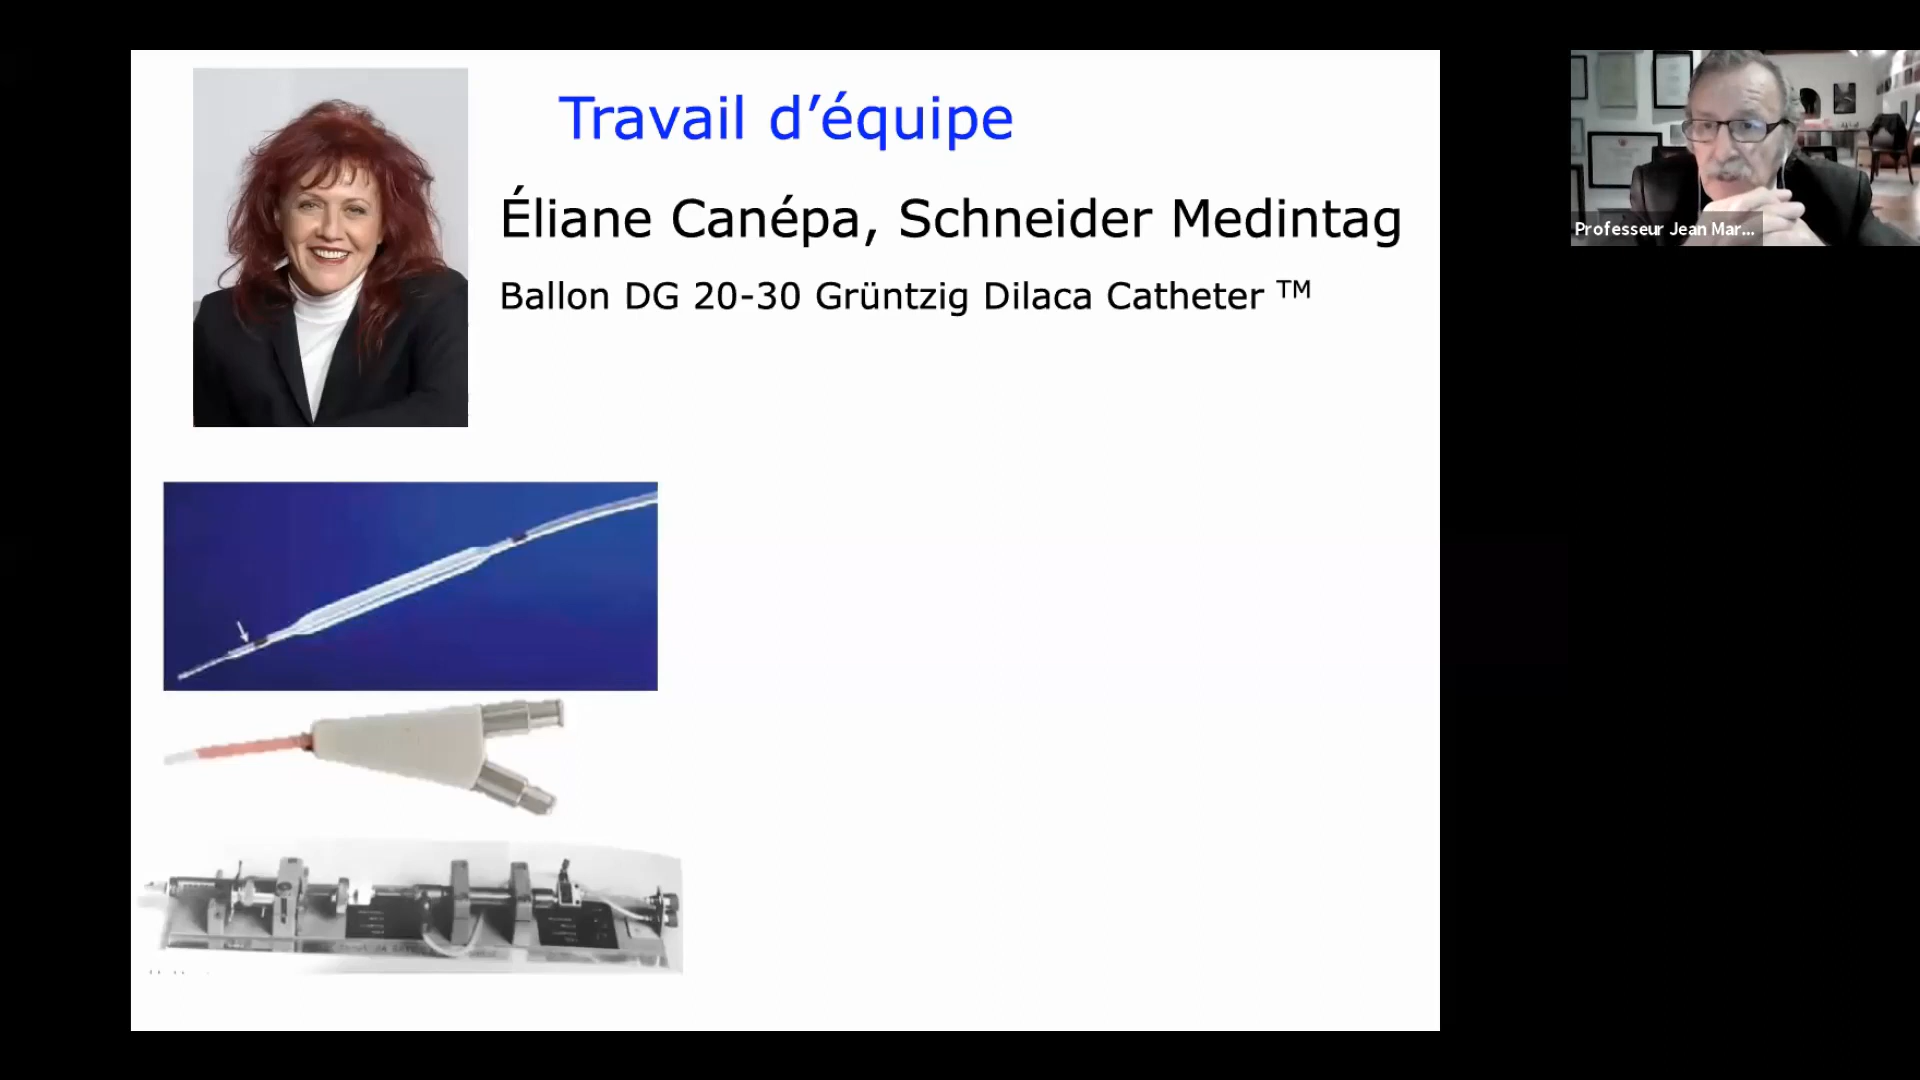 Travail d’équipe
Éliane Canépa, Schneider Medintag
Ballon DG 20-30 Grüntzig Dilaca Catheter ™
Professeur Jean Mar...